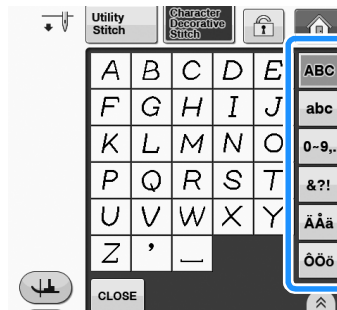 Utility
Stitch
Character
Decorative
Stitch
A B C D E
F G H I J
K L M N O
P Q R S T
U V W X Y
Z ' _
ABC
abc
0~9,.
&?!
ÄÅä
ÔÖö
CLOSE